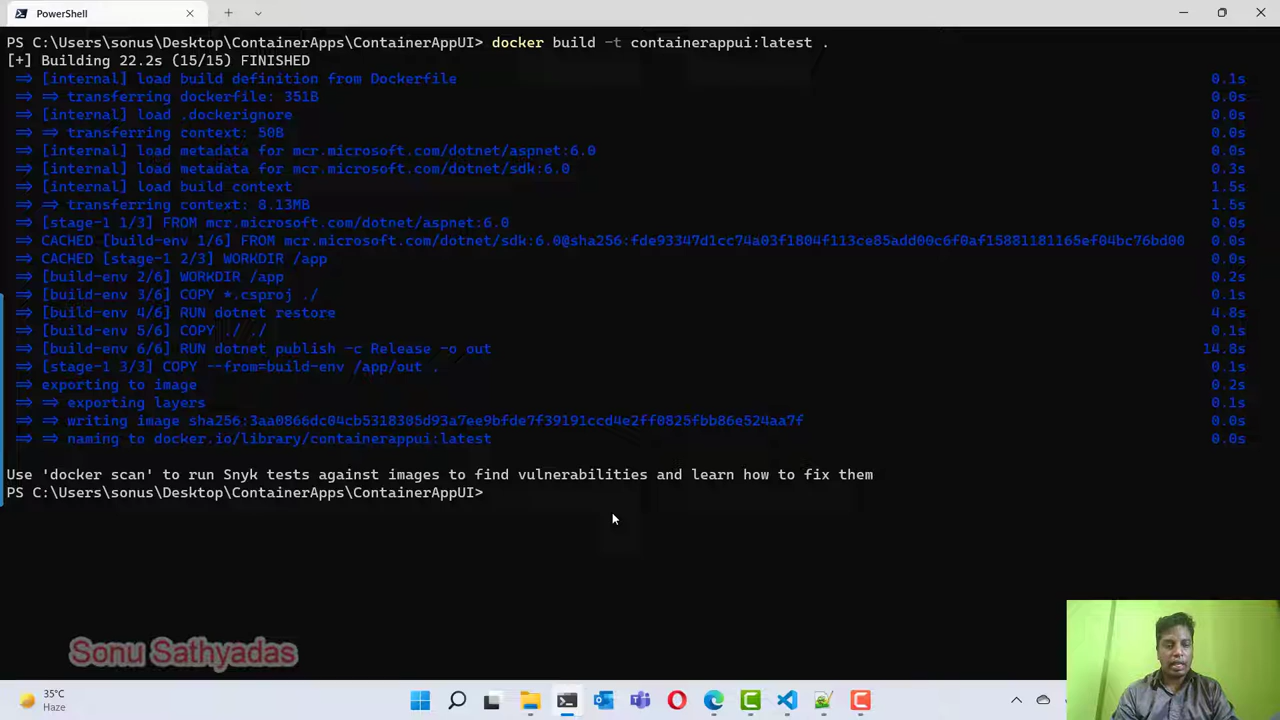 PowerShell
PS C:\Users\sonus\Desktop\ContainerApps\ContainerAppUI> docker build -t containerappui:latest .
[+] Building 22.2s (15/15) FINISHED
=> [internal] load build definition from Dockerfile 0.1s
=> => transferring dockerfile: 351B 0.0s
=> [internal] load .dockerignore 0.0s
=> => transferring context: 50B 0.0s
=> [internal] load metadata for mcr.microsoft.com/dotnet/aspnet:6.0 0.0s
=> [internal] load metadata for mcr.microsoft.com/dotnet/sdk:6.0 0.3s
=> [internal] load build context 1.5s
=> => transferring context: 8.13MB 1.5s
=> [stage-1 1/3] FROM mcr.microsoft.com/dotnet/aspnet:6.0 0.0s
=> CACHED [build-env 1/6] FROM mcr.microsoft.com/dotnet/sdk:6.0@sha256:fde93347d1cc74a03f1804f113ce85add00c6f0af15881181165ef04bc76bd00 0.0s
=> CACHED [stage-1 2/3] WORKDIR /app 0.0s
=> [build-env 2/6] WORKDIR /app 0.2s
=> [build-env 3/6] COPY *.csproj ./ 0.1s
=> [build-env 4/6] RUN dotnet restore 4.8s
=> [build-env 5/6] COPY ./ ./ 0.1s
=> [build-env 6/6] RUN dotnet publish -c Release -o out 14.8s
=> [stage-1 3/3] COPY --from=build-env /app/out . 0.1s
=> exporting to image 0.2s
=> => exporting layers 0.1s
=> => writing image sha256:3aa0866dc04cb5318305d93a7ee9bfde7f39191ccd4e2ff0825fbb86e524aa7f 0.0s
=> => naming to docker.io/library/containerappui:latest 0.0s
Use 'docker scan' to run Snyk tests against images to find vulnerabilities and learn how to fix them
PS C:\Users\sonus\Desktop\ContainerApps\ContainerAppUI>
Sonu Sathyadas
35°C
Haze